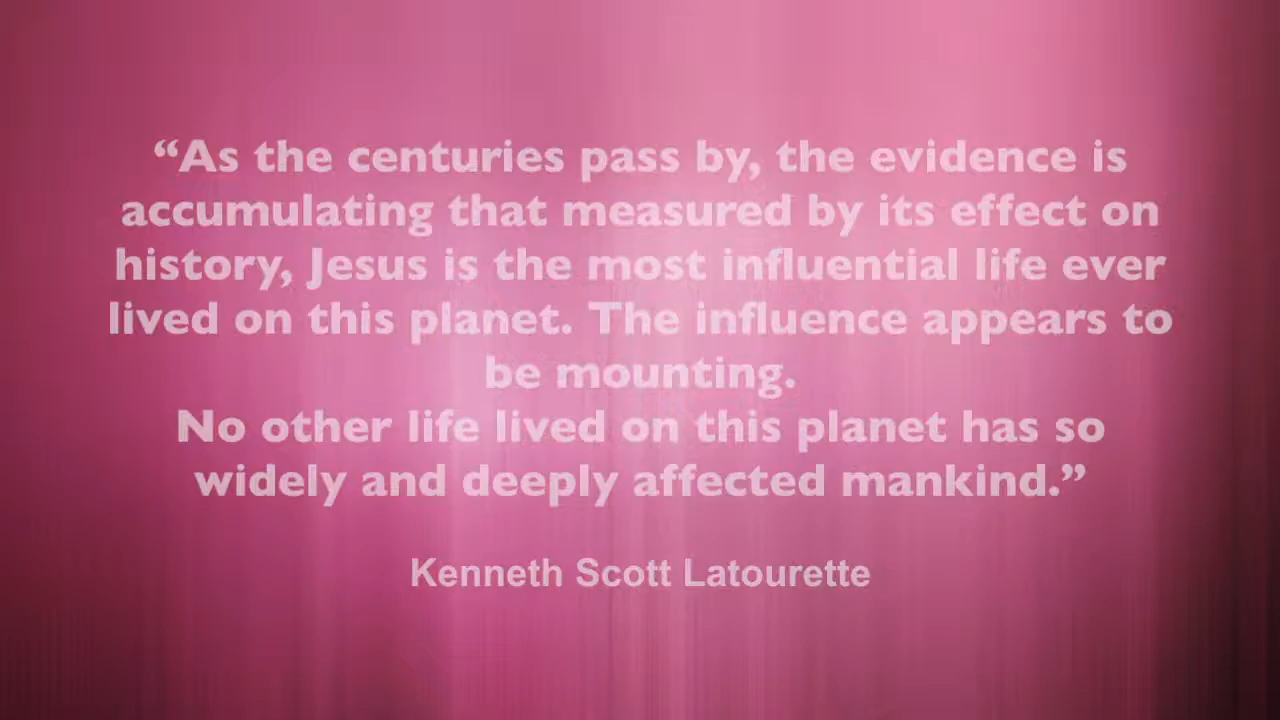 “As the centuries pass by, the evidence is
accumulating that measured by its effect on
history, Jesus is the most influential life ever
lived on this planet. The influence appears to
be mounting.
No other life lived on this planet has so
widely and deeply affected mankind.”
Kenneth Scott Latourette